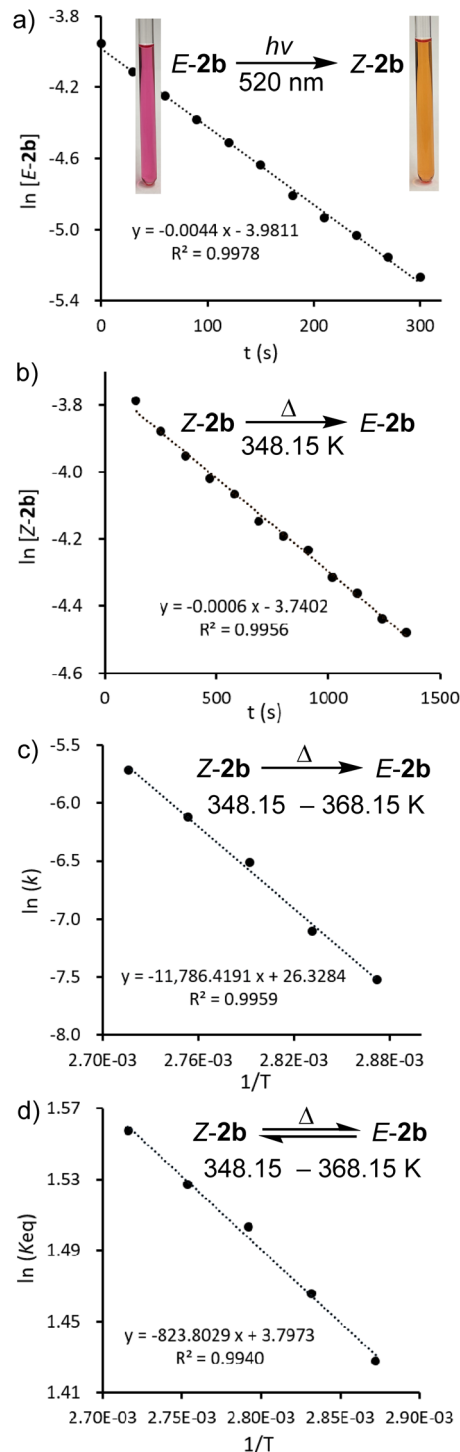 a)
E-2b hν Z-2b
520 nm
-3.8
-4.2
-4.6
-5.0
-5.4
ln [E-2b]
y = -0.0044 x - 3.9811
R² = 0.9978
0 100 200 300
t (s)
b)
Z-2b Δ E-2b
348.15 K
-3.8
-4.0
-4.2
-4.4
-4.6
ln [Z-2b]
y = -0.0006 x - 3.7402
R² = 0.9956
0 500 1000 1500
t (s)
c)
Z-2b Δ E-2b
348.15 – 368.15 K
-5.5
-6.0
-6.5
-7.0
-7.5
-8.0
ln (k)
y = -11,786.4191 x + 26.3284
R² = 0.9959
2.70E-03 2.76E-03 2.82E-03 2.88E-03
1/T
d)
Z-2b Δ E-2b
348.15 – 368.15 K
1.57
1.53
1.49
1.45
1.41
ln (Keq)
y = -823.8029 x + 3.7973
R² = 0.9940
2.70E-03 2.75E-03 2.80E-03 2.85E-03 2.90E-03
1/T